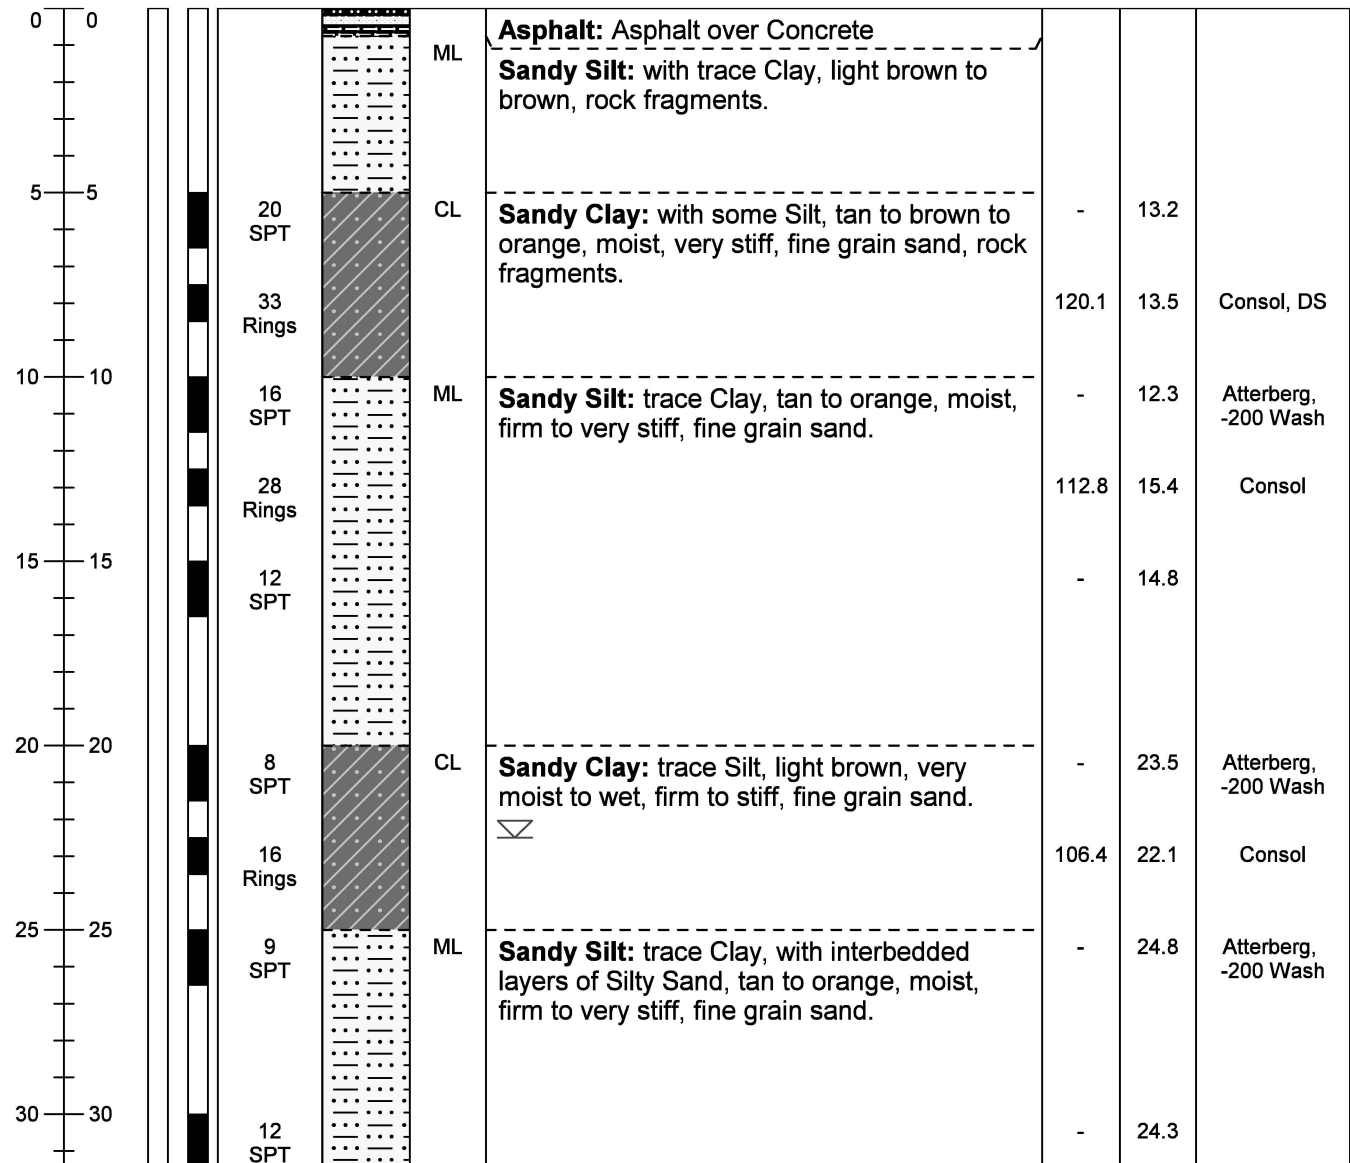 0 0
Asphalt: Asphalt over Concrete
ML
Sandy Silt: with trace Clay, light brown to
brown, rock fragments.
5 5
20
SPT
CL
Sandy Clay: with some Silt, tan to brown to
orange, moist, very stiff, fine grain sand, rock
fragments.
- 13.2
33
Rings
120.1 13.5 Consol, DS
10 10
16
SPT
ML
Sandy Silt: trace Clay, tan to orange, moist,
firm to very stiff, fine grain sand.
- 12.3 Atterberg,
-200 Wash
28
Rings
112.8 15.4 Consol
15 15
12
SPT
- 14.8
20 20
8
SPT
CL
Sandy Clay: trace Silt, light brown, very
moist to wet, firm to stiff, fine grain sand.
- 23.5 Atterberg,
-200 Wash
16
Rings
106.4 22.1 Consol
25 25
9
SPT
ML
Sandy Silt: trace Clay, with interbedded
layers of Silty Sand, tan to orange, moist,
firm to very stiff, fine grain sand.
- 24.8 Atterberg,
-200 Wash
30 30
12
SPT
- 24.3